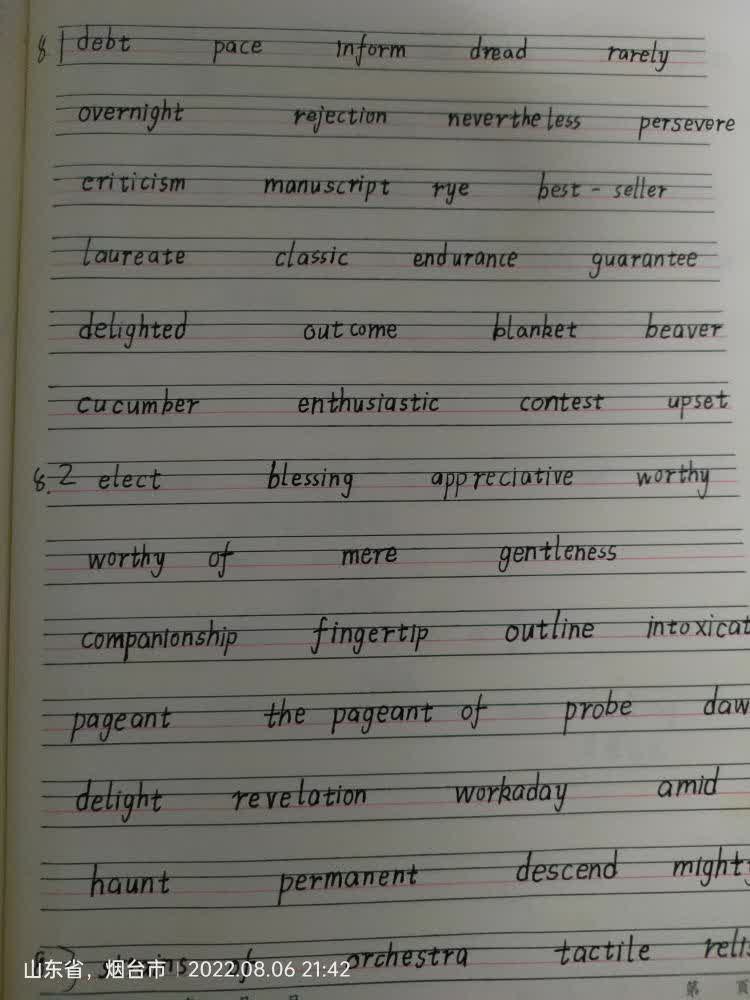 8.1 debt pace inform dread rarely
overnight rejection nevertheless persevere
criticism manuscript rye best-seller
laureate classic endurance guarantee
delighted outcome blanket beaver
cucumber enthusiastic contest upset
8.2 elect blessing appreciative worthy
worthy of mere gentleness
companionship fingertip outline intoxicat
pageant the pageant of probe daw
delight revelation workaday amid
haunt permanent descend mighty
orchestra tactile relis
山东省，烟台市 | 2022.08.06 21:42
第 頁